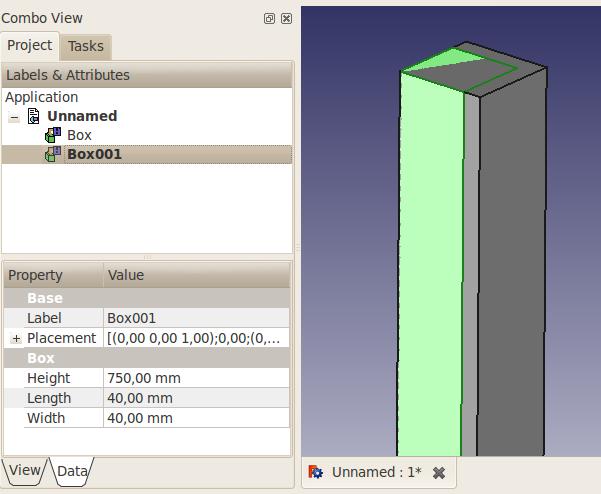 Combo View
Project Tasks
Labels & Attributes
Application
Unnamed
Box
Box001
Property Value
Base
Label Box001
Placement [(0,00 0,00 1,00);0,00;(0,...
Box
Height 750,00 mm
Length 40,00 mm
Width 40,00 mm
View Data
Unnamed : 1*